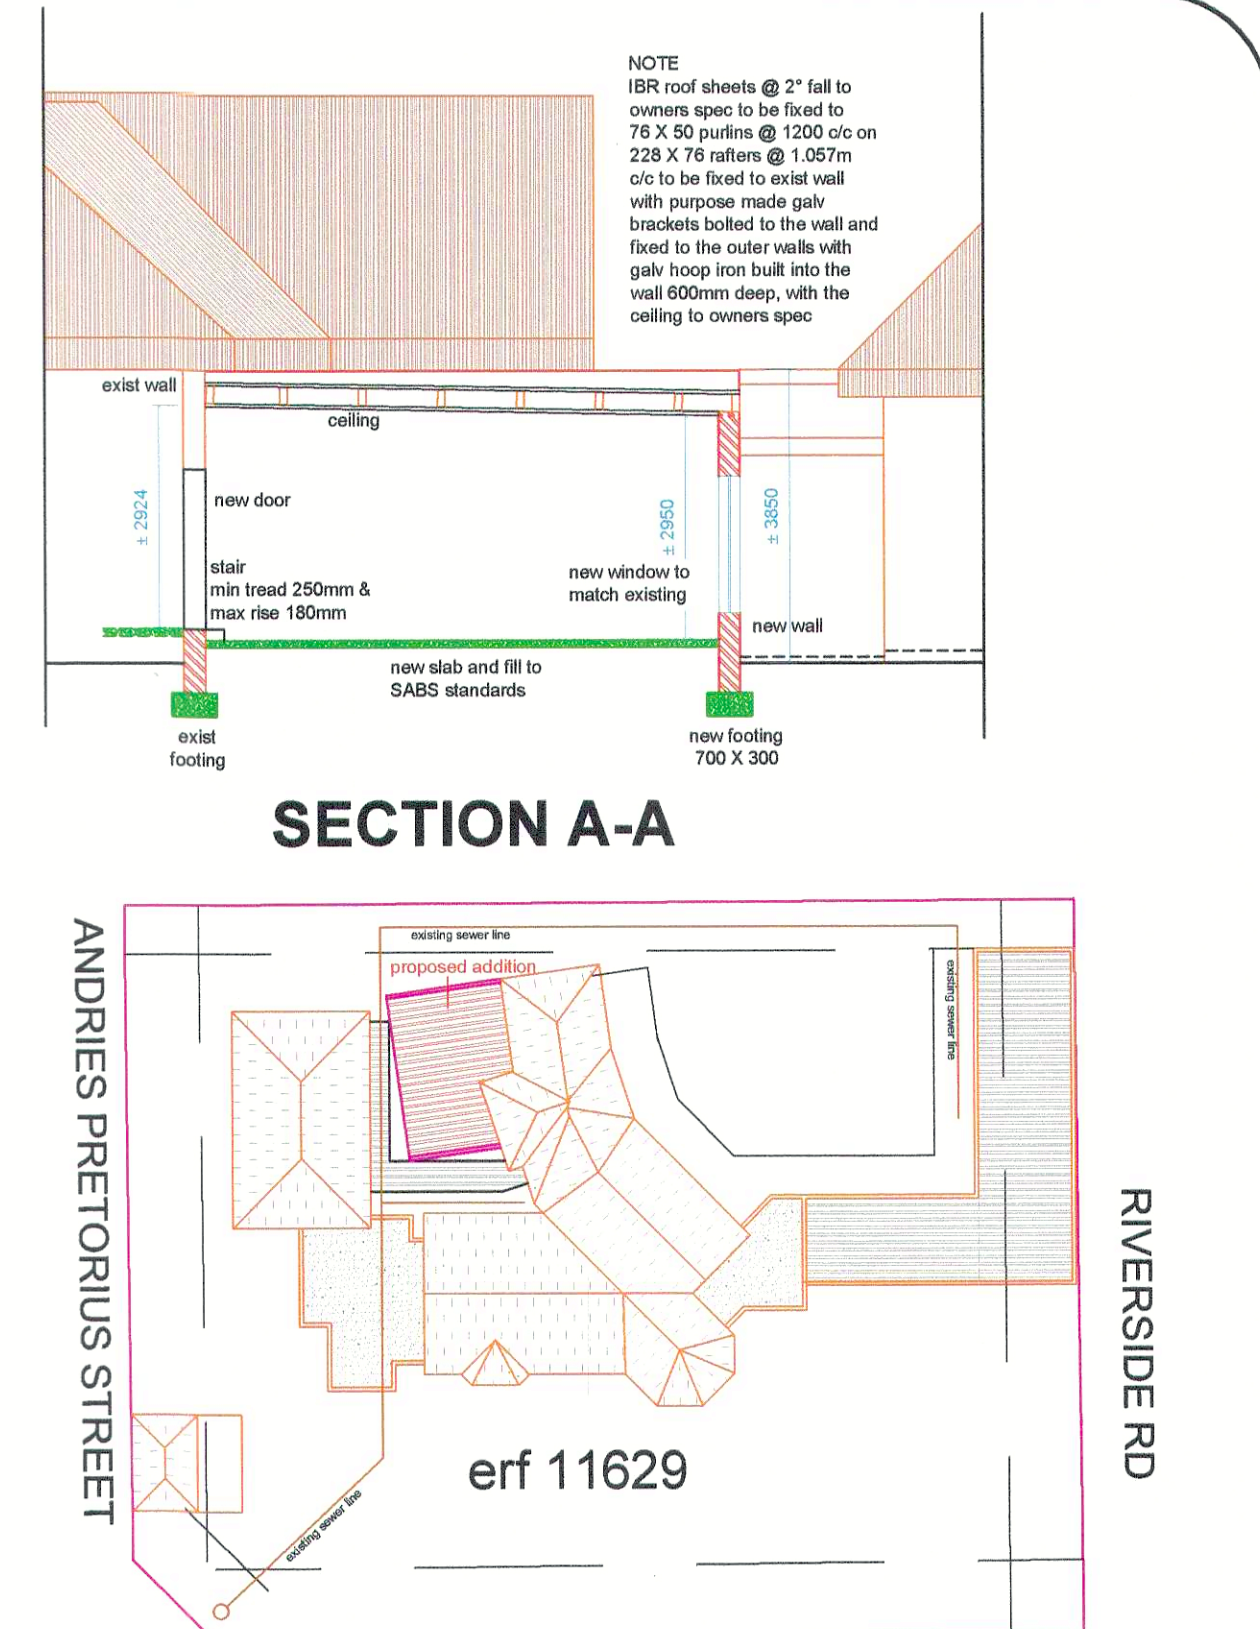 NOTE
IBR roof sheets @ 2° fall to
owners spec to be fixed to
76 X 50 purlins @ 1200 c/c on
228 X 76 rafters @ 1.057m
c/c to be fixed to exist wall
with purpose made galv
brackets bolted to the wall and
fixed to the outer walls with
galv hoop iron built into the
wall 600mm deep, with the
ceiling to owners spec
exist wall
ceiling
± 2924
new door
stair
min tread 250mm &
max rise 180mm
± 2950
± 3850
new window to
match existing
new wall
new slab and fill to
SABS standards
exist
footing
new footing
700 X 300
SECTION A-A
ANDRIES PRETORIUS STREET
existing sewer line
proposed addition
existing sewer line
RIVERSIDE RD
erf 11629
existing sewer line